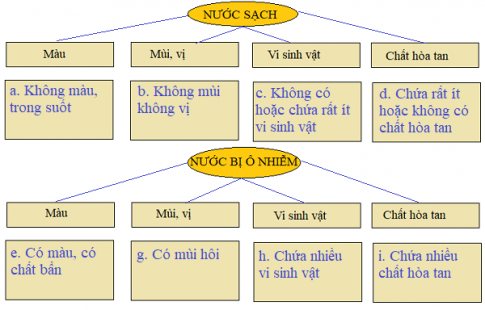 NƯỚC SẠCH
Màu
Mùi, vị
Vi sinh vật
Chất hòa tan
a. Không màu,
trong suốt
b. Không mùi
không vị
c. Không có
hoặc chứa rất ít
vi sinh vật
d. Chứa rất ít
hoặc không có
chất hòa tan
NƯỚC BỊ Ô NHIỄM
Màu
Mùi, vị
Vi sinh vật
Chất hòa tan
e. Có màu, có
chất bẩn
g. Có mùi hôi
h. Chứa nhiều
vi sinh vật
i. Chứa nhiều
chất hòa tan